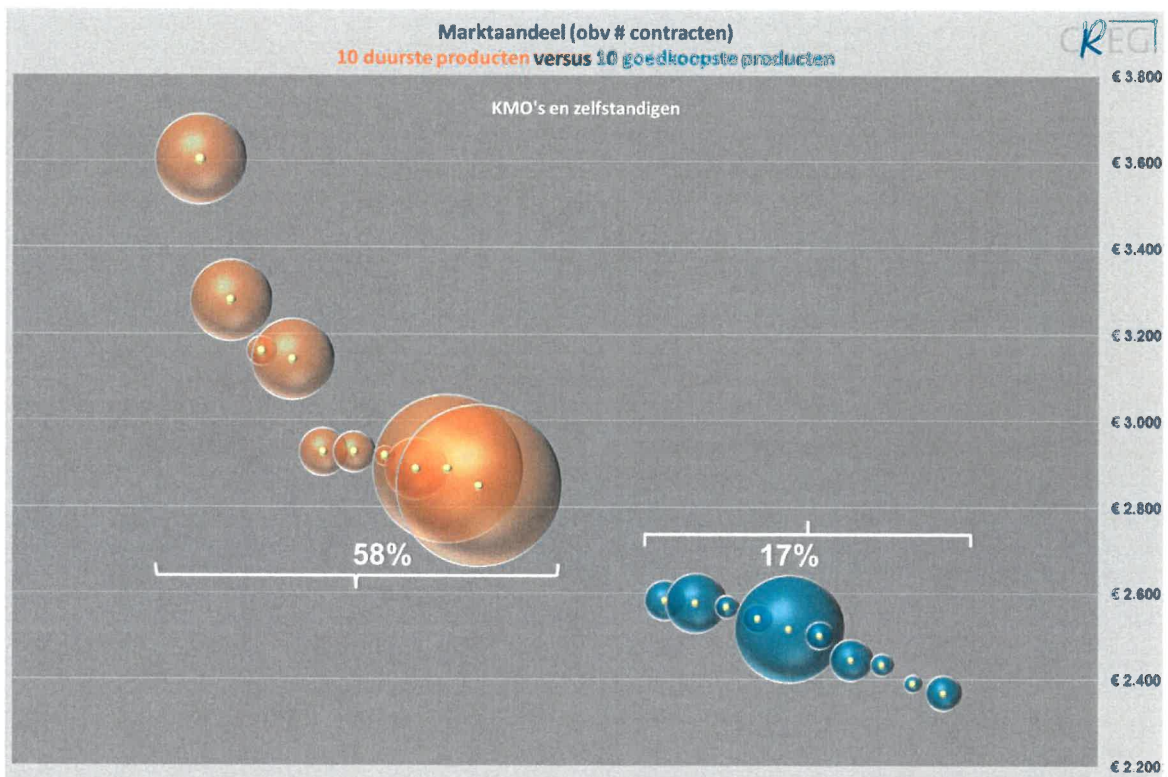 Marktaandeel (obv # contracten)
10 duurste producten versus 10 goedkoopste producten
CREG
KMO's en zelfstandigen
€ 3.800
€ 3.600
€ 3.400
€ 3.200
€ 3.000
€ 2.800
€ 2.600
€ 2.400
€ 2.200
58%
17%